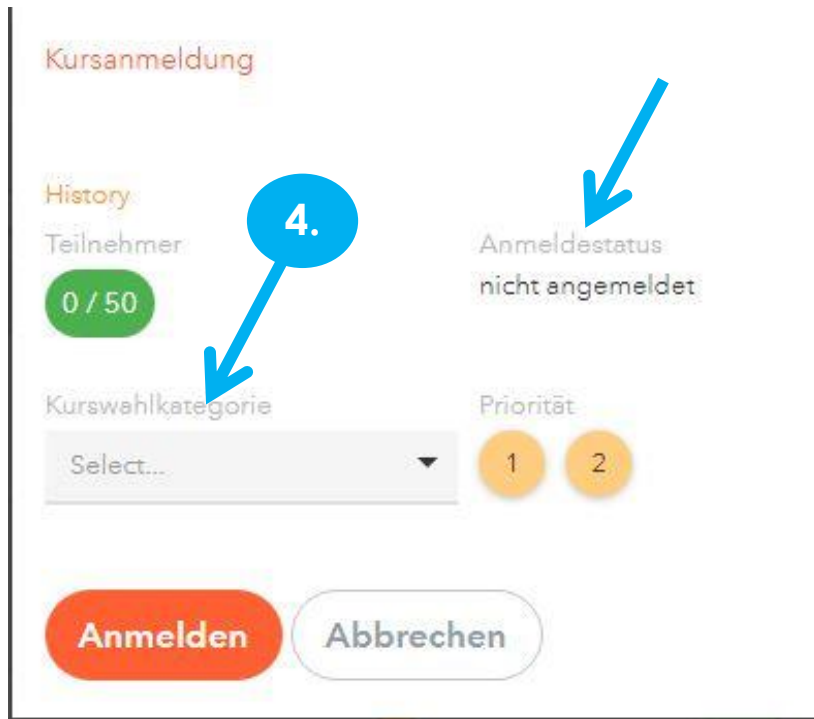 Kursanmeldung
History
4.
Teilnehmer
Anmeldestatus
0 / 50
nicht angemeldet
Kurswahlkategorie
Priorität
Select...
1
2
Anmelden
Abbrechen